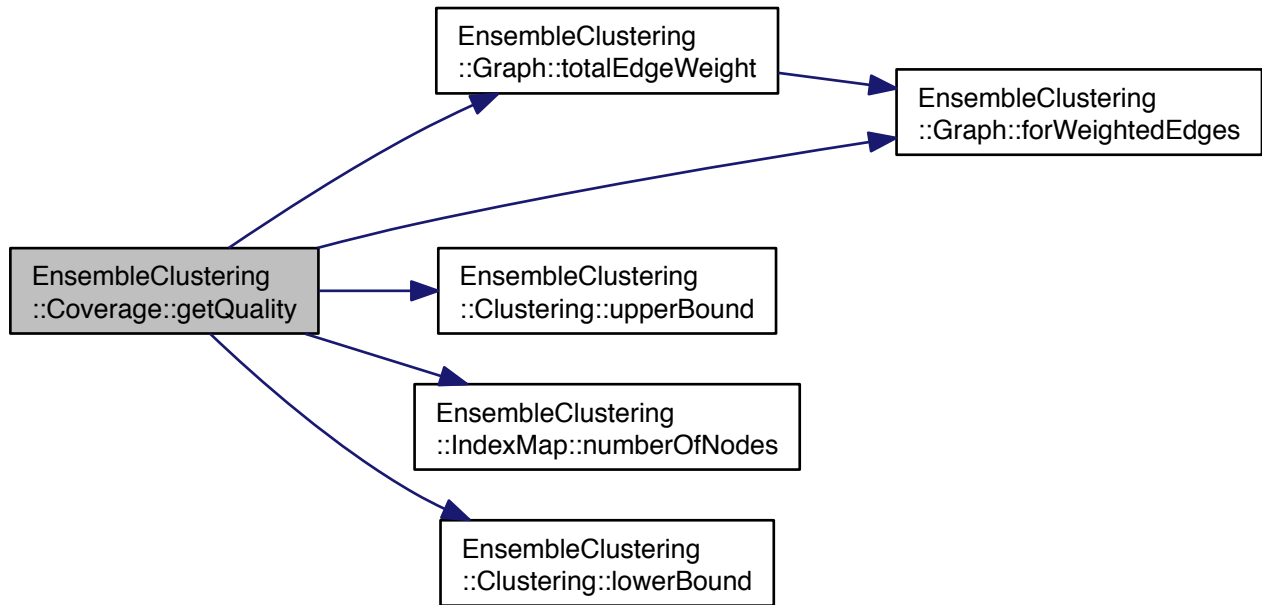 EnsembleClustering
::Graph::totalEdgeWeight
EnsembleClustering
::Graph::forWeightedEdges
EnsembleClustering
::Coverage::getQuality
EnsembleClustering
::Clustering::upperBound
EnsembleClustering
::IndexMap::numberOfNodes
EnsembleClustering
::Clustering::lowerBound